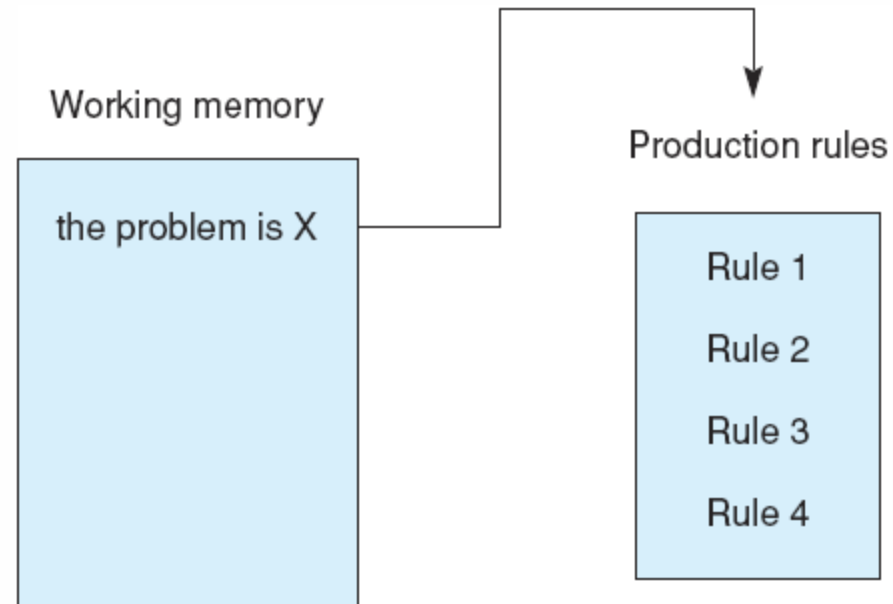 Working memory
the problem is X
Production rules
Rule 1
Rule 2
Rule 3
Rule 4